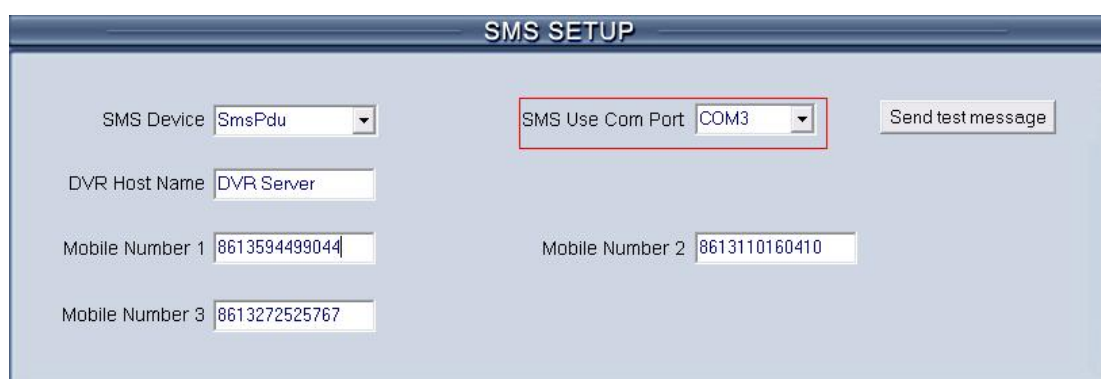 SMS SETUP
SMS Device SmsPdu SMS Use Com Port COM3 Send test message
DVR Host Name DVR Server
Mobile Number 1 8613594499044 Mobile Number 2 8613110160410
Mobile Number 3 8613272525767